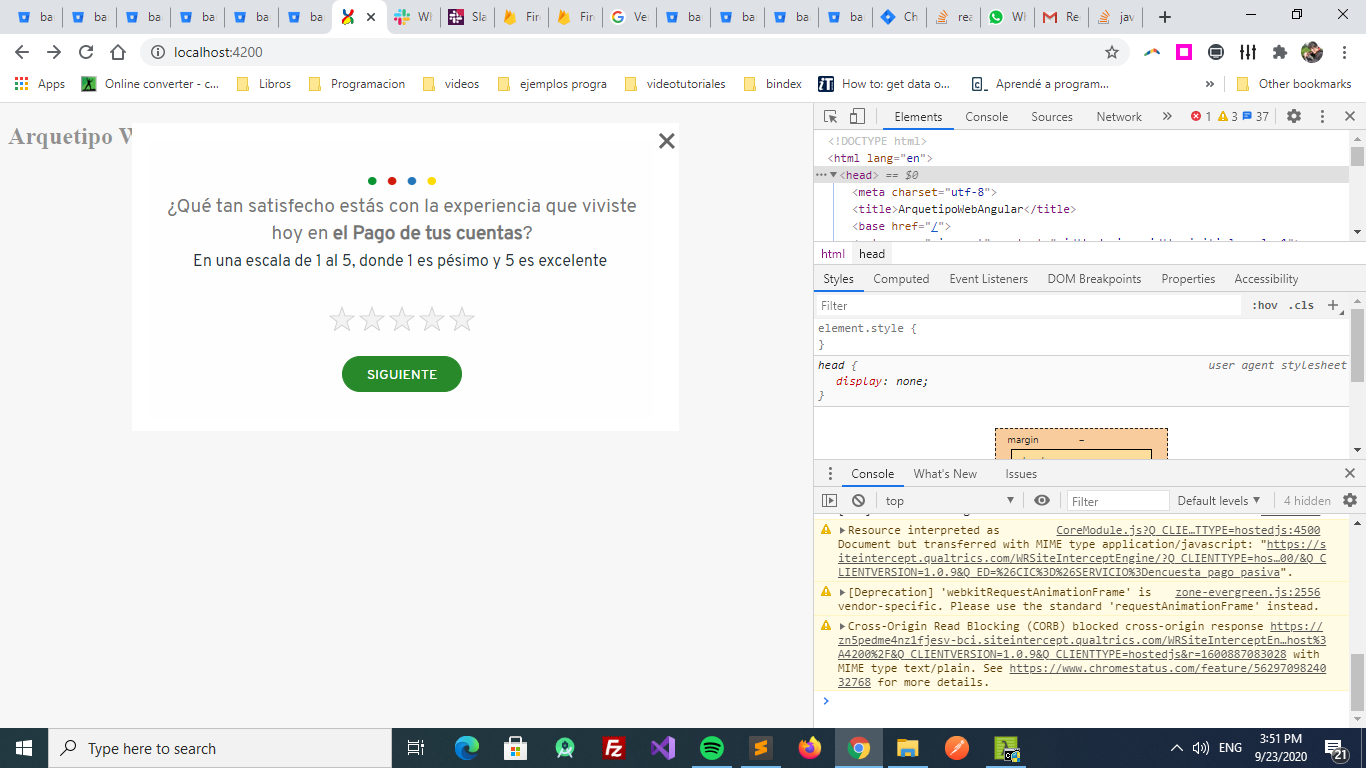 ba ba ba ba ba ba Wl Sla Fire Fire Ve ba ba ba ba Ch rea Wl Re jav
localhost:4200
Apps Online converter - c... Libros Programacion videos ejemplos progra videotutoriales bindex How to: get data o... Aprendé a program... » Other bookmarks
Arquetipo W
¿Qué tan satisfecho estás con la experiencia que viviste
hoy en el Pago de tus cuentas?
En una escala de 1 al 5, donde 1 es pésimo y 5 es excelente
SIGUIENTE
Elements Console Sources Network » 1 3 37
<!DOCTYPE html>
<html lang="en">
<head> == $0
<meta charset="utf-8">
<title>ArquetipoWebAngular</title>
<base href="/">
html head
Styles Computed Event Listeners DOM Breakpoints Properties Accessibility
Filter :hov .cls +
element.style {
}
head { user agent stylesheet
display: none;
}
margin –
Console What's New Issues
top Filter Default levels 4 hidden
Resource interpreted as CoreModule.js?Q_CLIE…TTYPE=hostedjs:4500
Document but transferred with MIME type application/javascript: "https://s
iteintercept.qualtrics.com/WRSiteInterceptEngine/?Q_CLIENTTYPE=hos…00/&Q_C
LIENTVERSION=1.0.9&Q_ED=%26CIC%3D%26SERVICIO%3Dencuesta_pago_pasiva".
[Deprecation] 'webkitRequestAnimationFrame' is zone-evergreen.js:2556
vendor-specific. Please use the standard 'requestAnimationFrame' instead.
Cross-Origin Read Blocking (CORB) blocked cross-origin response https://
zn5pedme4nz1fjesv-bci.siteintercept.qualtrics.com/WRSiteInterceptEn…host%3
A4200%2F&Q_CLIENTVERSION=1.0.9&Q_CLIENTTYPE=hostedjs&r=1600887083028 with
MIME type text/plain. See https://www.chromestatus.com/feature/56297098240
32768 for more details.
Type here to search
ENG
3:51 PM
9/23/2020
21